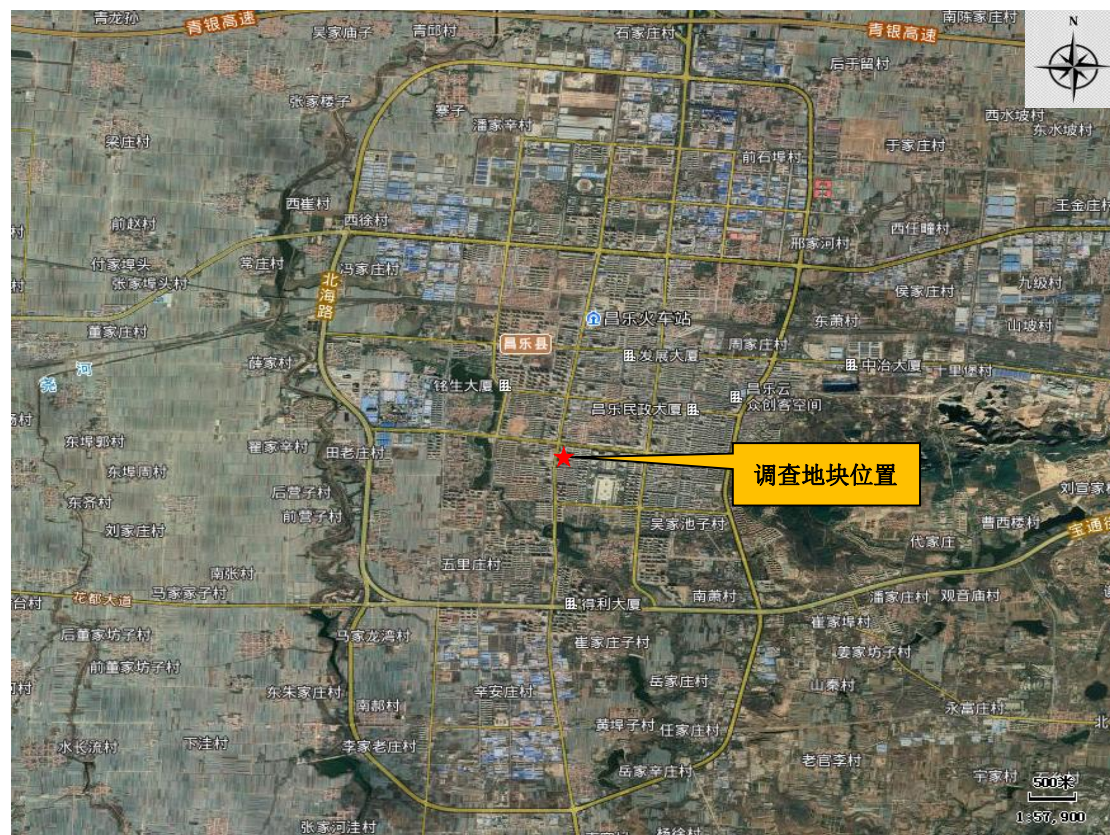 青龙孙
青银高速
吴家庙子
青邱村
石家庄村
南陈家庄村
青银高速
N
后于留村
张家楼子
寨子
潘家辛村
西水坡村
东水坡村
梁庄村
前石埠村
于家庄村
西崔村
西徐村
前赵村
王金庄村
西任疃村
邢家河村
村
付家埠头
常庄村
冯家庄村
张家埠头村
北海路
侯家庄村
九级村
村
昌乐火车站
东萧村
山坡村
董家庄村
昌乐县
周家庄村
发展大厦
中冶大厦
十里堡村
薛家村
尧河
铭生大厦
昌乐云
众创客空间
昌乐民政大厦
村
东埠郭村
翟家辛村
田老庄村
调查地块位置
东埠周村
后营子村
东齐村
前营子村
刘家庄村
吴家池子村
曹西楼村
宝通街
代家庄
五里庄村
南张村
马家家子村
花都大道
台村
得利大厦
南萧村
潘家庄村
观音庙村
崔家埠村
后董家坊子村
马家龙湾村
崔家庄子村
姜家坊子村
前董家坊子村
岳家庄村
山秦村
东朱家庄村
辛安庄村
南郝村
永富庄村
黄埠子村
任家庄村
北
水长流村
下洼村
李家老庄村
老官李村
岳家辛庄村
宇家村
500米
1:57,900
张家河洼村
杨徐村